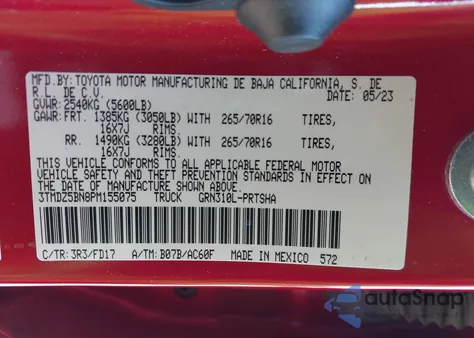 MFD.BY:TOYOTA MOTOR MANUFACTURING DE BAJA CALIFORNIA, S. DE
R.L. DE C.V. DATE: 05/23
GVWR: 2540KG (5600LB)
GAWR: FRT. 1385KG (3050LB) WITH 265/70R16 TIRES,
16X7J RIMS.
RR. 1490KG (3280LB) WITH 265/70R16 TIRES,
16X7J RIMS.
THIS VEHICLE CONFORMS TO ALL APPLICABLE FEDERAL MOTOR
VEHICLE SAFETY AND THEFT PREVENTION STANDARDS IN EFFECT ON
THE DATE OF MANUFACTURE SHOWN ABOVE.
3TMDZ5BN0PM155075 TRUCK GRN310L-PRTSHA
C/TR: 3R3/FD17 A/TM: B07B/AC60F MADE IN MEXICO 572
autoSnap